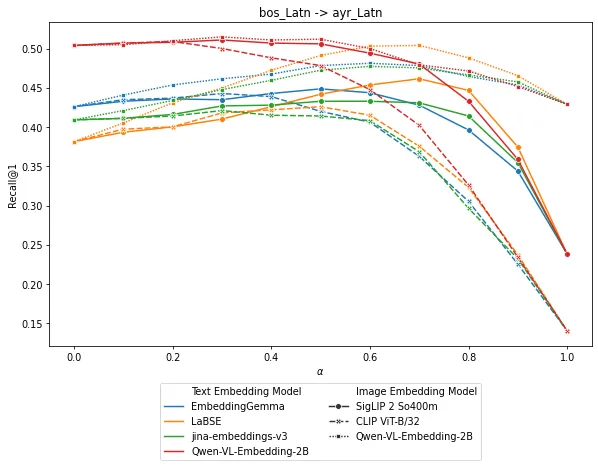 bos_Latn -> ayr_Latn
Recall@1
0.50
0.45
0.40
0.35
0.30
0.25
0.20
0.15
0.0 0.2 0.4 0.6 0.8 1.0
α
Text Embedding Model
EmbeddingGemma
LaBSE
jina-embeddings-v3
Qwen-VL-Embedding-2B
Image Embedding Model
SigLIP 2 So400m
CLIP ViT-B/32
Qwen-VL-Embedding-2B